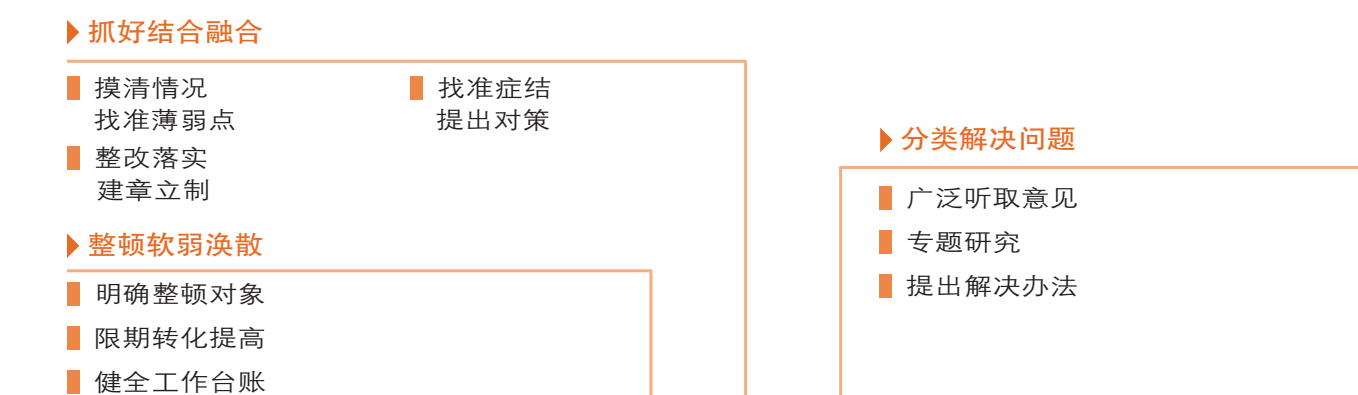 抓好结合融合
摸清情况
找准薄弱点
找准症结
提出对策
整改落实
建章立制
整顿软弱涣散
明确整顿对象
限期转化提高
健全工作台账
分类解决问题
广泛听取意见
专题研究
提出解决办法